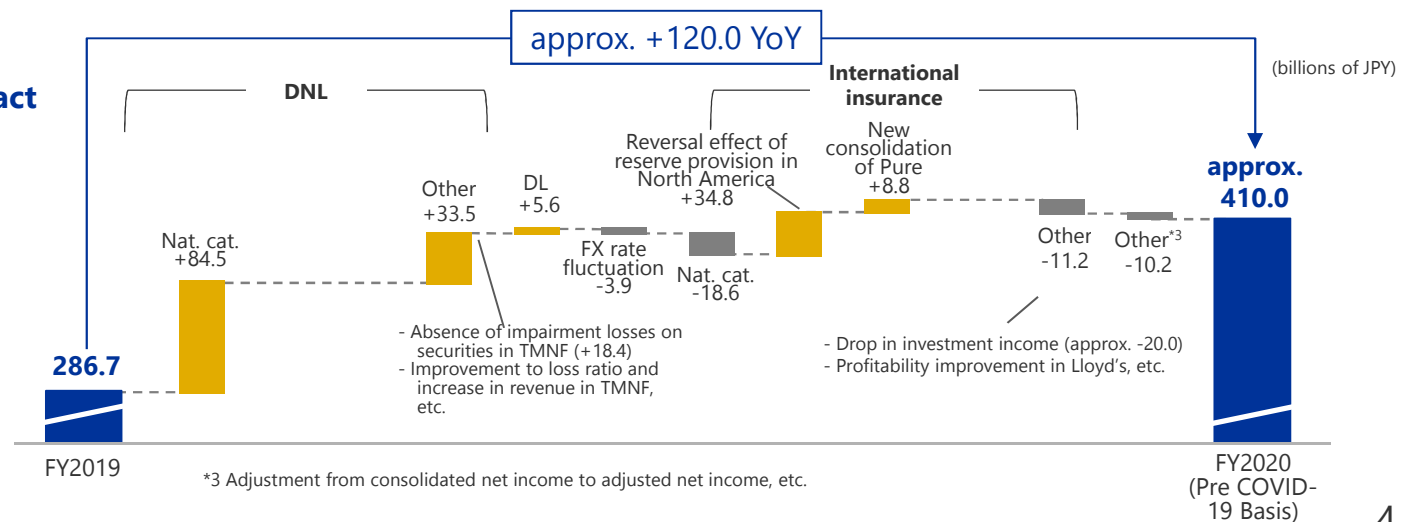 approx. +120.0 YoY
(billions of JPY)
act
DNL
International
insurance
Nat. cat.
+84.5
Other
+33.5
DL
+5.6
FX rate
fluctuation
-3.9
Nat. cat.
-18.6
Reversal effect of
reserve provision in
North America
+34.8
New
consolidation
of Pure
+8.8
Other
-11.2
Other*3
-10.2
approx.
410.0
286.7
- Absence of impairment losses on
securities in TMNF (+18.4)
- Improvement to loss ratio and
increase in revenue in TMNF,
etc.
- Drop in investment income (approx. -20.0)
- Profitability improvement in Lloyd's, etc.
FY2019
FY2020
(Pre COVID-
19 Basis)
*3 Adjustment from consolidated net income to adjusted net income, etc.
4